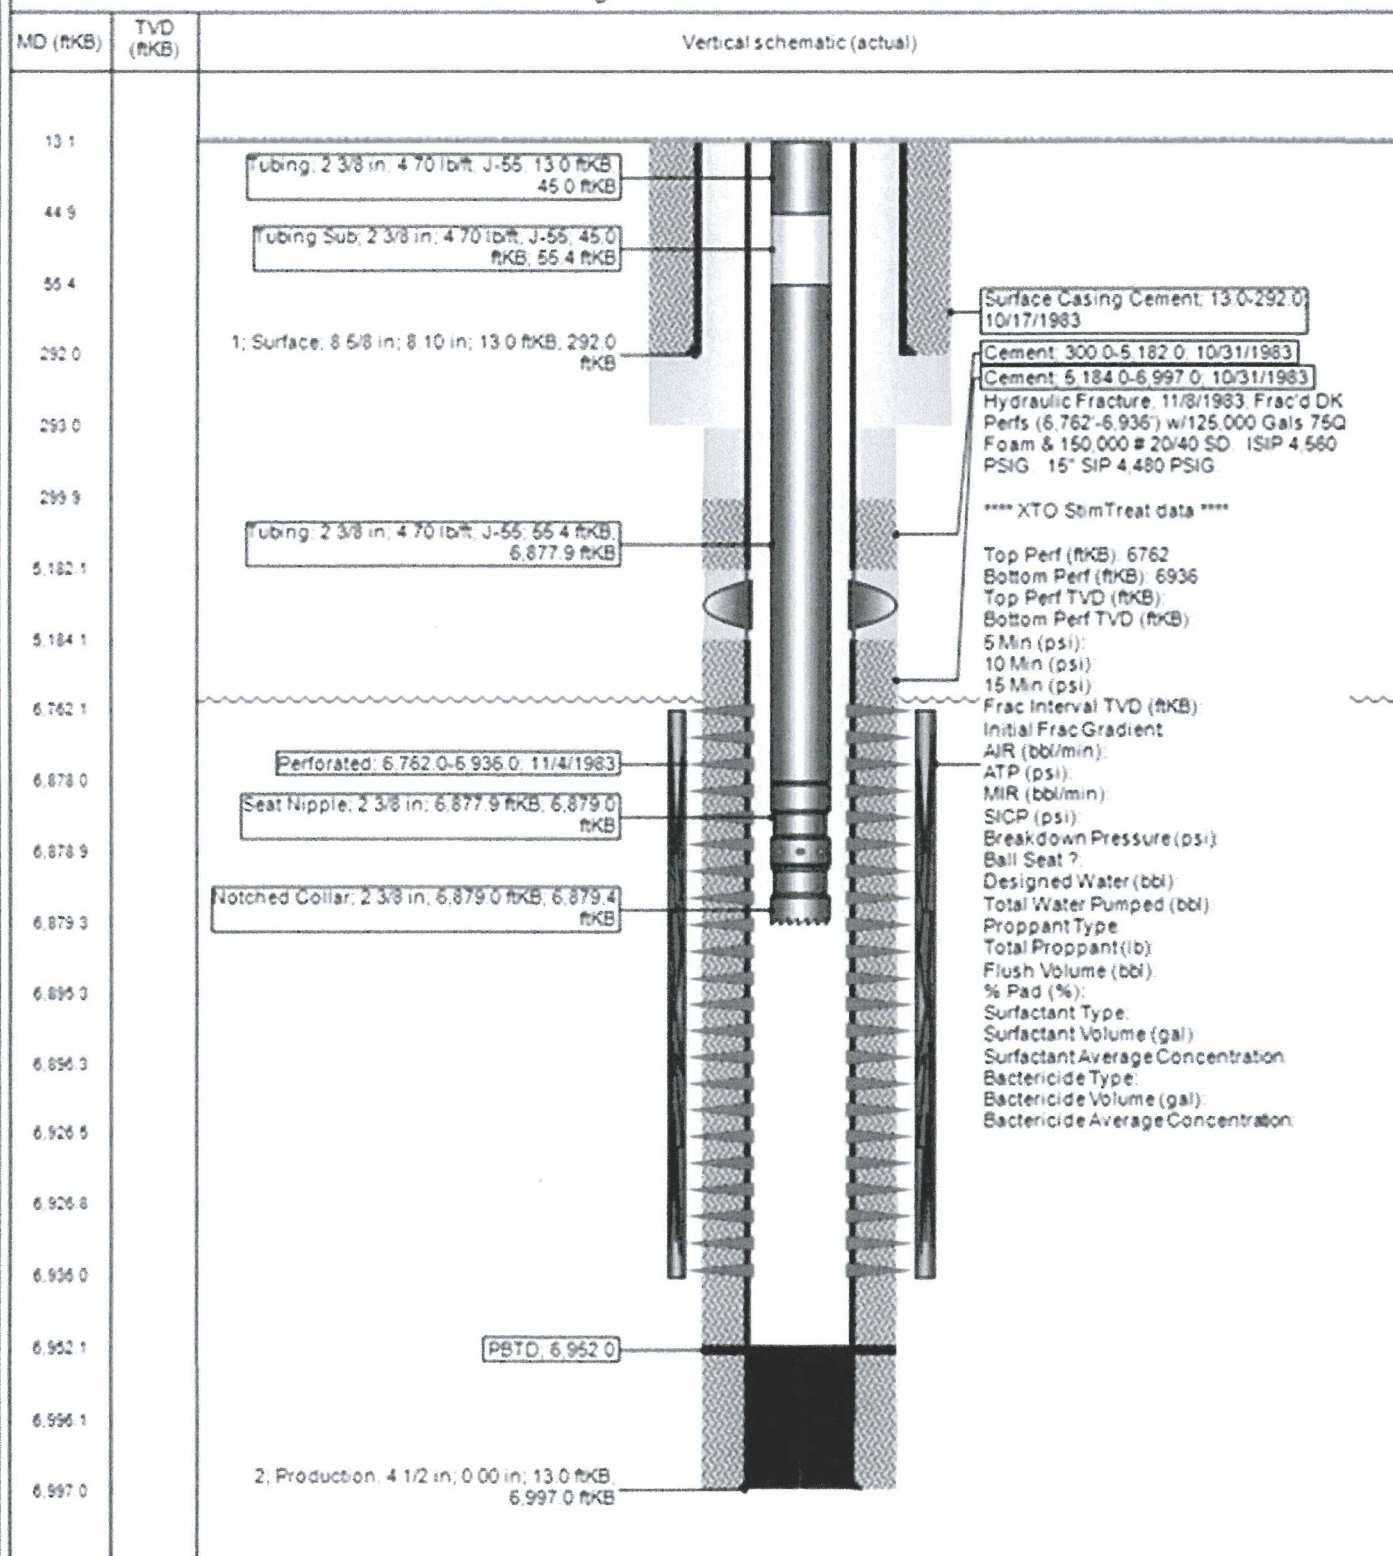 MD (ftKB)
TVD
(ftKB)
Vertical schematic (actual)
13.1
44.9
55.4
292.0
293.0
299.9
5,182.1
5,184.1
6,762.1
6,878.0
6,878.9
6,879.3
6,895.3
6,896.3
6,926.5
6,926.8
6,936.0
6,952.1
6,996.1
6,997.0
Tubing; 2 3/8 in; 4.70 lb/ft; J-55; 13.0 ftKB;
45.0 ftKB
Tubing Sub; 2 3/8 in; 4.70 lb/ft; J-55; 45.0
ftKB; 55.4 ftKB
1; Surface; 8 5/8 in; 8.10 in; 13.0 ftKB; 292.0
ftKB
Tubing; 2 3/8 in; 4.70 lb/ft; J-55; 55.4 ftKB;
6,877.9 ftKB
Perforated; 6,762.0-6,936.0; 11/4/1983
Seat Nipple; 2 3/8 in; 6,877.9 ftKB; 6,879.0
ftKB
Notched Collar; 2 3/8 in; 6,879.0 ftKB; 6,879.4
ftKB
PBTD; 6,952.0
2; Production; 4 1/2 in; 0.00 in; 13.0 ftKB;
6,997.0 ftKB
Surface Casing Cement; 13.0-292.0;
10/17/1983
Cement; 300.0-5,182.0; 10/31/1983
Cement; 5,184.0-6,997.0; 10/31/1983
Hydraulic Fracture; 11/8/1983; Frac'd DK
Perfs (6,762'-6,936') w/125,000 Gals 75Q
Foam & 150,000 # 20/40 SD. ISIP 4,560
PSIG. 15" SIP 4,480 PSIG.
**** XTO StimTreat data ****
Top Perf (ftKB): 6762
Bottom Perf (ftKB): 6936
Top Perf TVD (ftKB):
Bottom Perf TVD (ftKB):
5 Min (psi):
10 Min (psi):
15 Min (psi):
Frac Interval TVD (ftKB):
Initial Frac Gradient:
AIR (bbl/min):
ATP (psi):
MIR (bbl/min):
SICP (psi):
Breakdown Pressure (psi):
Ball Seat ?:
Designed Water (bbl):
Total Water Pumped (bbl):
Proppant Type:
Total Proppant (lb):
Flush Volume (bbl):
% Pad (%):
Surfactant Type:
Surfactant Volume (gal):
Surfactant Average Concentration:
Bactericide Type:
Bactericide Volume (gal):
Bactericide Average Concentration: